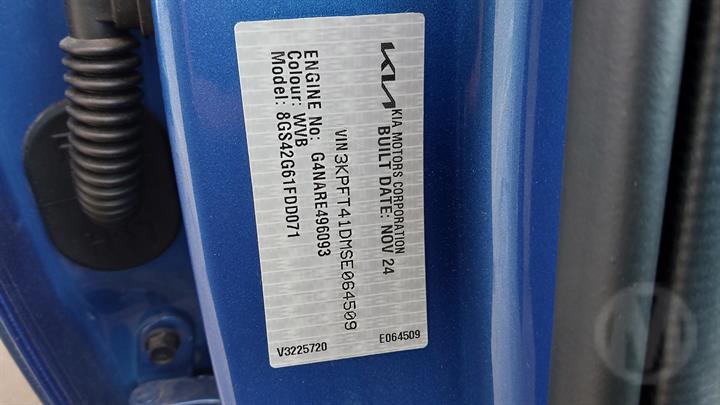 KIA
KIA MOTORS CORPORATION
BUILT DATE: NOV 24
VIN 3KPFT41DMSE064509
ENGINE No: G4NARE496093
Colour: WVB
Model: 8GS42G61FDD071
V3225720
E064509
M